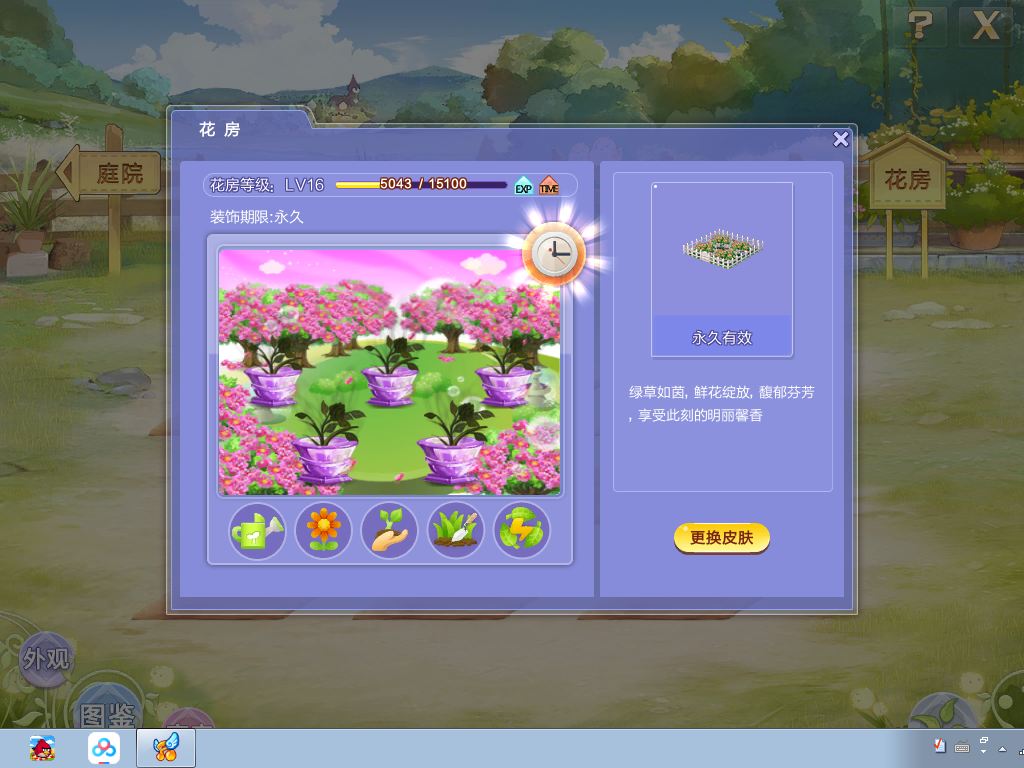 ?
X
花 房
庭院
花房
花房等级: LV16
5043 / 15100
EXP
TIME
装饰期限:永久
永久有效
绿草如茵, 鲜花绽放, 馥郁芬芳
, 享受此刻的明丽馨香
更换皮肤
外观
图鉴